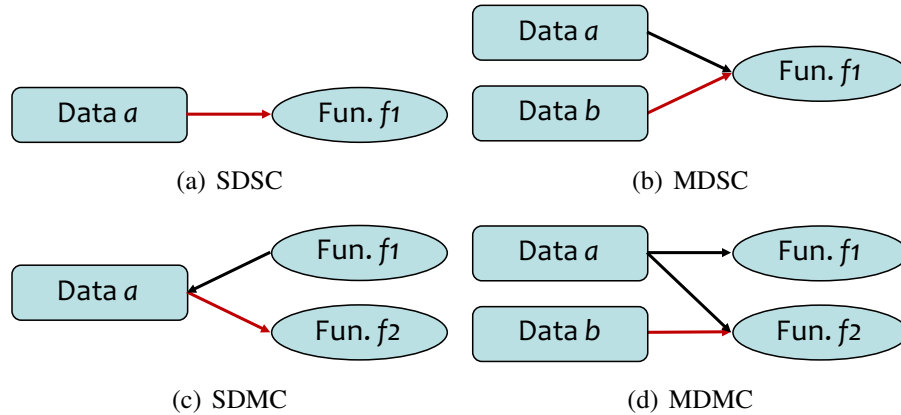 Data a
Fun. f1
(a) SDSC
Data a
Data b
Fun. f1
(b) MDSC
Data a
Fun. f1
Fun. f2
(c) SDMC
Data a
Data b
Fun. f1
Fun. f2
(d) MDMC